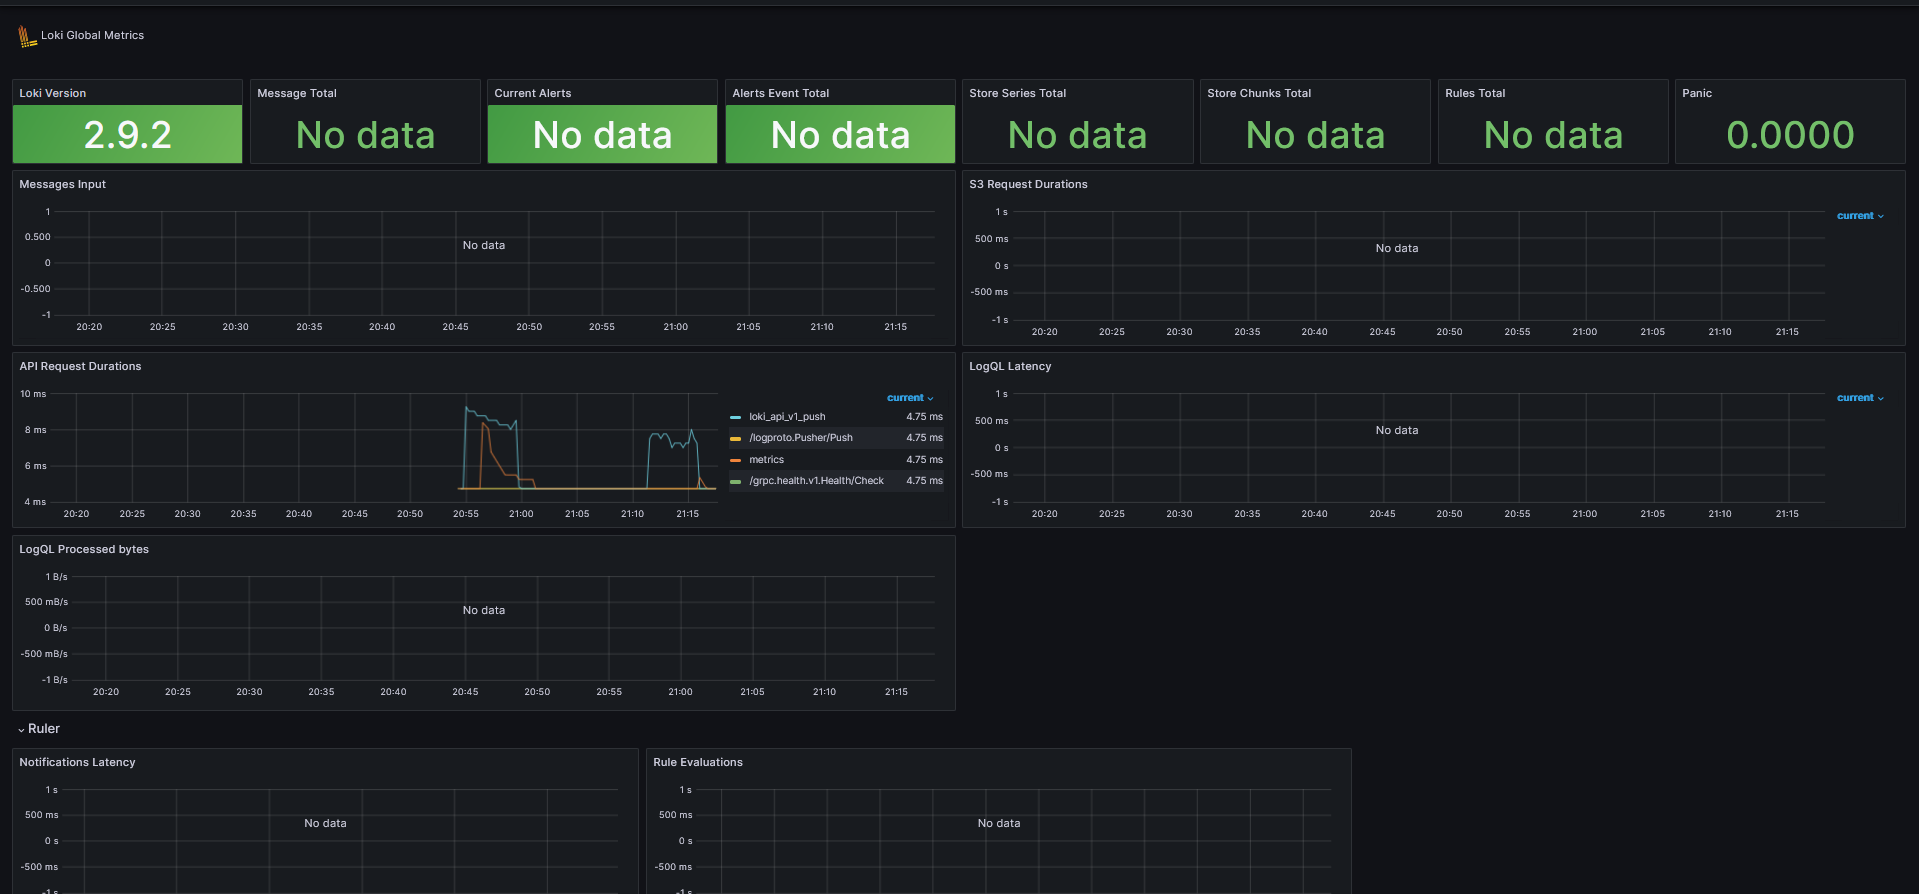 Loki Global Metrics
Loki Version
2.9.2
Message Total
No data
Current Alerts
No data
Alerts Event Total
No data
Store Series Total
No data
Store Chunks Total
No data
Rules Total
No data
Panic
0.0000
Messages Input
1
0.500
0
-0.500
-1
No data
20:20 20:25 20:30 20:35 20:40 20:45 20:50 20:55 21:00 21:05 21:10 21:15
S3 Request Durations
1 s
500 ms
0 s
-500 ms
-1 s
No data
20:20 20:25 20:30 20:35 20:40 20:45 20:50 20:55 21:00 21:05 21:10 21:15
current
API Request Durations
10 ms
8 ms
6 ms
4 ms
20:20 20:25 20:30 20:35 20:40 20:45 20:50 20:55 21:00 21:05 21:10 21:15
current
loki_api_v1_push 4.75 ms
/logproto.Pusher/Push 4.75 ms
metrics 4.75 ms
/grpc.health.v1.Health/Check 4.75 ms
LogQL Latency
1 s
500 ms
0 s
-500 ms
-1 s
No data
20:20 20:25 20:30 20:35 20:40 20:45 20:50 20:55 21:00 21:05 21:10 21:15
current
LogQL Processed bytes
1 B/s
500 mB/s
0 B/s
-500 mB/s
-1 B/s
No data
20:20 20:25 20:30 20:35 20:40 20:45 20:50 20:55 21:00 21:05 21:10 21:15
Ruler
Notifications Latency
1 s
500 ms
0 s
-500 ms
-1 s
No data
Rule Evaluations
1 s
500 ms
0 s
-500 ms
-1 s
No data